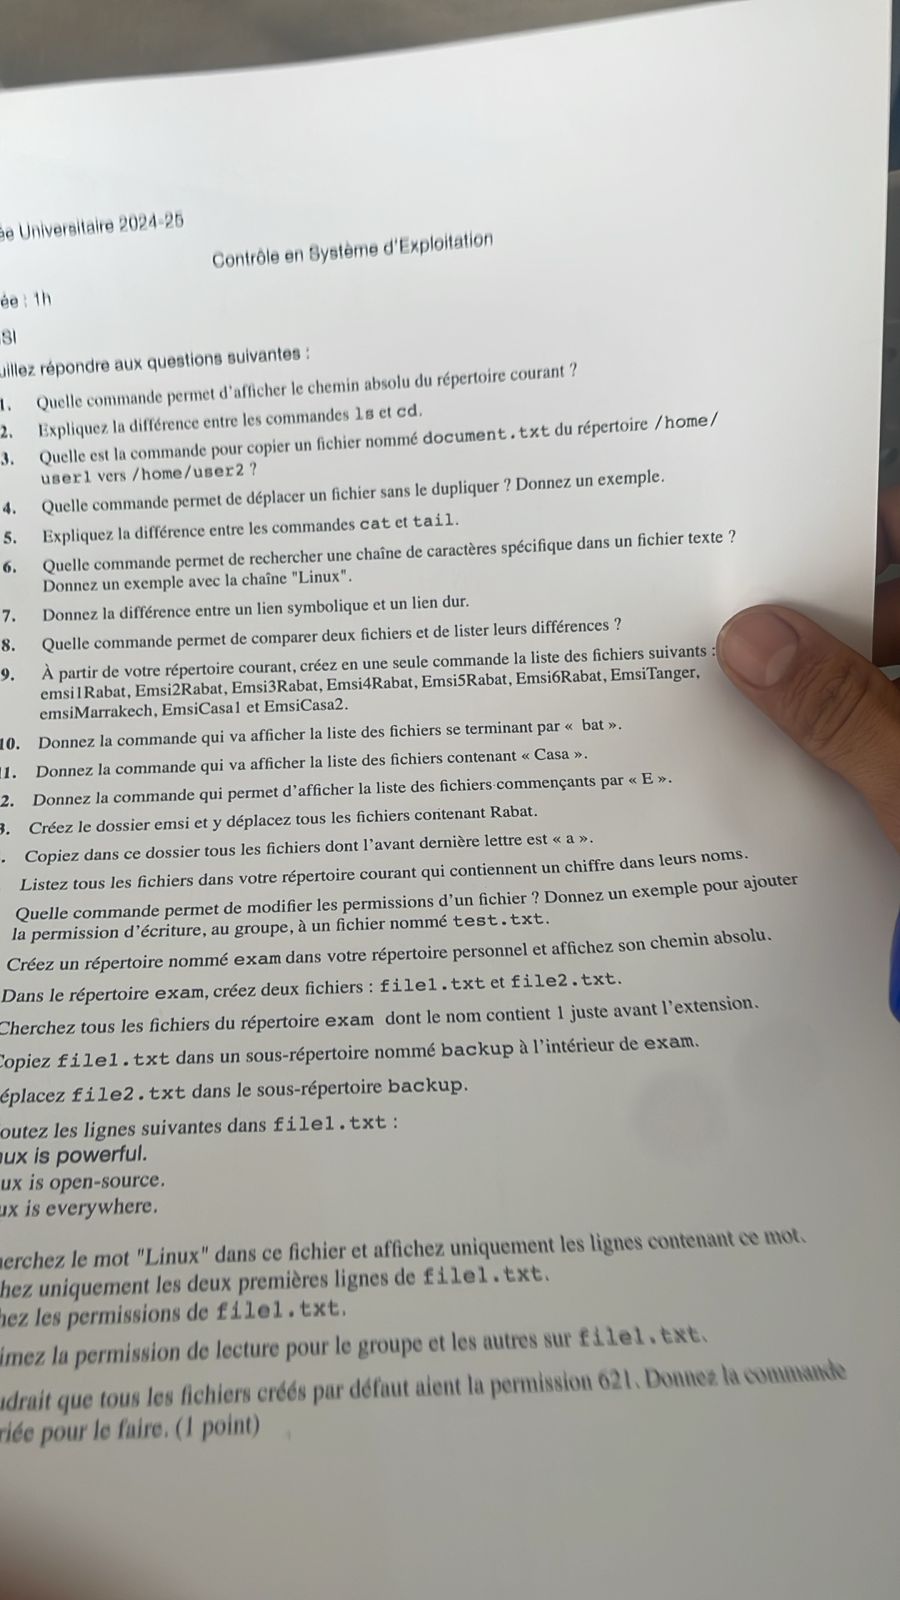 Universitaire 2024-25
Contrôle en Système d'Exploitation
ée : 1h
SI
uillez répondre aux questions suivantes :
1. Quelle commande permet d'afficher le chemin absolu du répertoire courant ?
2. Expliquez la différence entre les commandes ls et cd.
3. Quelle est la commande pour copier un fichier nommé document.txt du répertoire /home/
user1 vers /home/user2 ?
4. Quelle commande permet de déplacer un fichier sans le dupliquer ? Donnez un exemple.
5. Expliquez la différence entre les commandes cat et tail.
6. Quelle commande permet de rechercher une chaîne de caractères spécifique dans un fichier texte ?
Donnez un exemple avec la chaîne "Linux".
7. Donnez la différence entre un lien symbolique et un lien dur.
8. Quelle commande permet de comparer deux fichiers et de lister leurs différences ?
9. À partir de votre répertoire courant, créez en une seule commande la liste des fichiers suivants :
emsi1Rabat, Emsi2Rabat, Emsi3Rabat, Emsi4Rabat, Emsi5Rabat, Emsi6Rabat, EmsiTanger,
emsiMarrakech, EmsiCasa1 et EmsiCasa2.
10. Donnez la commande qui va afficher la liste des fichiers se terminant par « bat ».
1. Donnez la commande qui va afficher la liste des fichiers contenant « Casa ».
2. Donnez la commande qui permet d'afficher la liste des fichiers commençants par « E ».
3. Créez le dossier emsi et y déplacez tous les fichiers contenant Rabat.
. Copiez dans ce dossier tous les fichiers dont l'avant dernière lettre est « a ».
Listez tous les fichiers dans votre répertoire courant qui contiennent un chiffre dans leurs noms.
Quelle commande permet de modifier les permissions d'un fichier ? Donnez un exemple pour ajouter
la permission d'écriture, au groupe, à un fichier nommé test.txt.
Créez un répertoire nommé exam dans votre répertoire personnel et affichez son chemin absolu.
Dans le répertoire exam, créez deux fichiers : file1.txt et file2.txt.
Cherchez tous les fichiers du répertoire exam dont le nom contient 1 juste avant l'extension.
Copiez file1.txt dans un sous-répertoire nommé backup à l'intérieur de exam.
éplacez file2.txt dans le sous-répertoire backup.
outez les lignes suivantes dans file1.txt :
ux is powerful.
ux is open-source.
ux is everywhere.
herchez le mot "Linux" dans ce fichier et affichez uniquement les lignes contenant ce mot.
hez uniquement les deux premières lignes de file1.txt.
hez les permissions de file1.txt.
imez la permission de lecture pour le groupe et les autres sur file1.txt.
udrait que tous les fichiers créés par défaut aient la permission 621. Donnez la commande
riée pour le faire. (1 point)